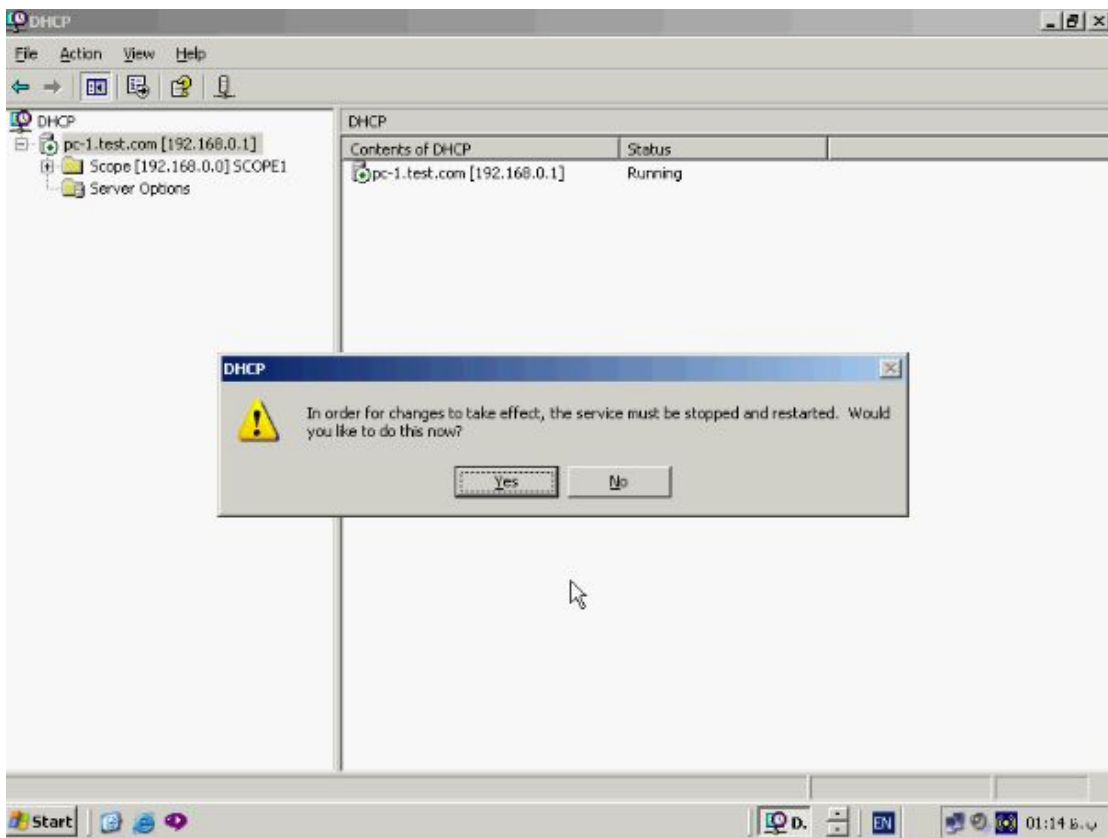 DHCP
File Action View Help
DHCP
pc-1.test.com [192.168.0.1]
Scope [192.168.0.0] SCOPE1
Server Options
DHCP
Contents of DHCP Status
pc-1.test.com [192.168.0.1] Running
DHCP
In order for changes to take effect, the service must be stopped and restarted. Would
you like to do this now?
Yes No
Start D. EN 01:14 ب.ظ